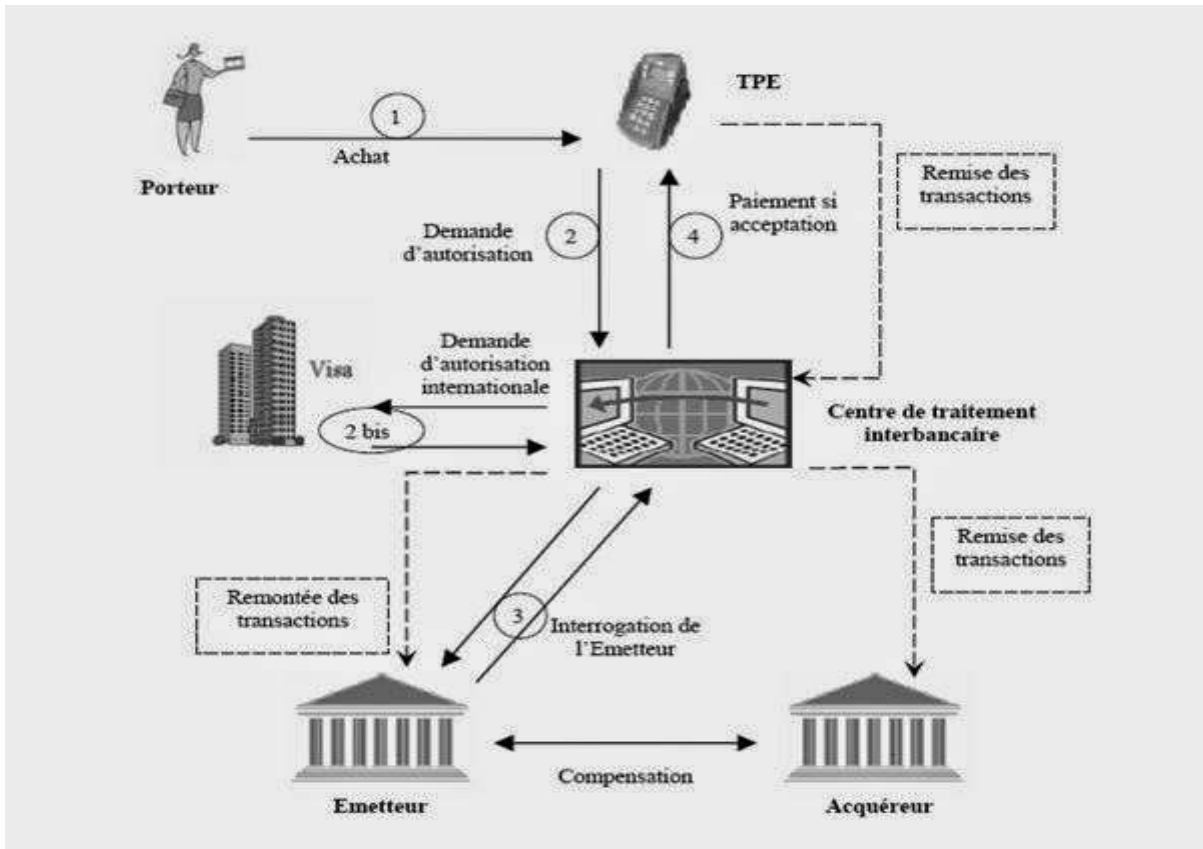 TPE
1
Achat
Porteur
Remise des
transactions
Demande
d'autorisation
2
4
Paiement si
acceptation
Visa
Demande
d'autorisation
internationale
2 bis
Centre de traitement
interbancaire
Remise des
transactions
Remontée des
transactions
3
Interrogation de
l'Emetteur
Compensation
Emetteur
Acquéreur